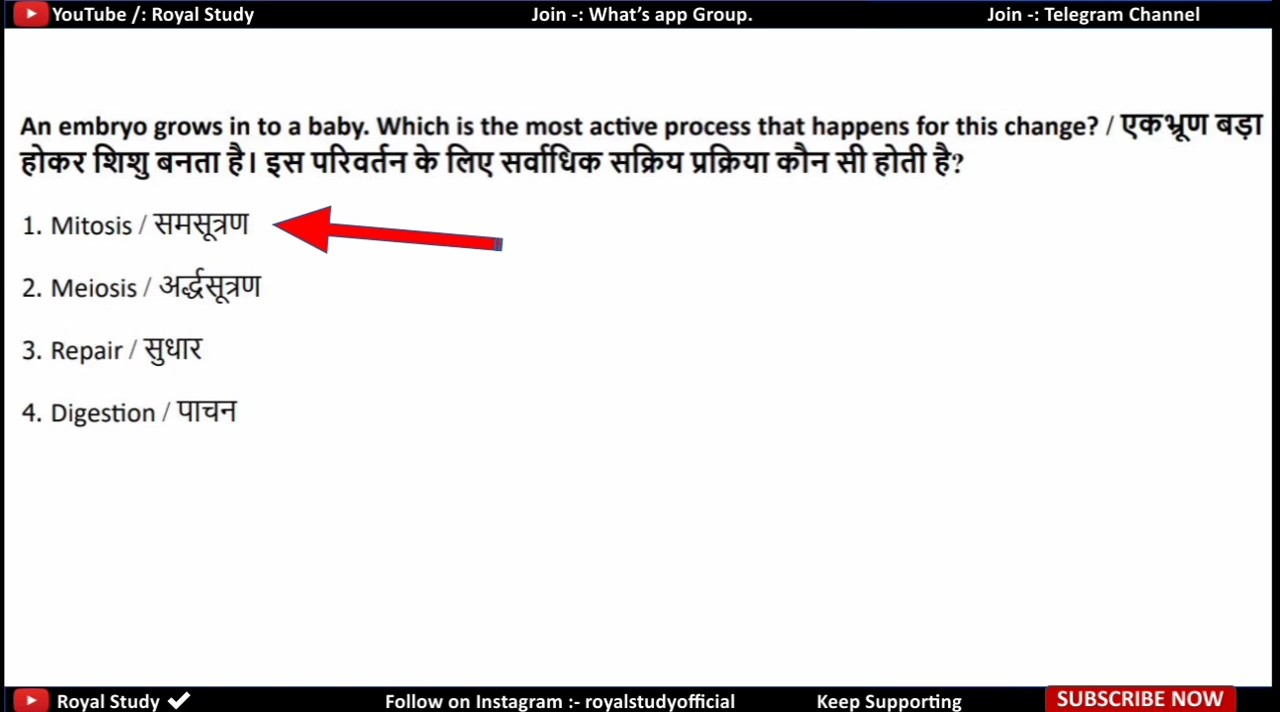 YouTube /: Royal Study Join -: What's app Group. Join -: Telegram Channel
An embryo grows in to a baby. Which is the most active process that happens for this change? / एकभ्रूण बड़ा
होकर शिशु बनता है। इस परिवर्तन के लिए सर्वाधिक सक्रिय प्रक्रिया कौन सी होती है?
1. Mitosis / समसूत्रण
2. Meiosis / अर्द्धसूत्रण
3. Repair / सुधार
4. Digestion / पाचन
Royal Study Follow on Instagram :- royalstudyofficial Keep Supporting SUBSCRIBE NOW